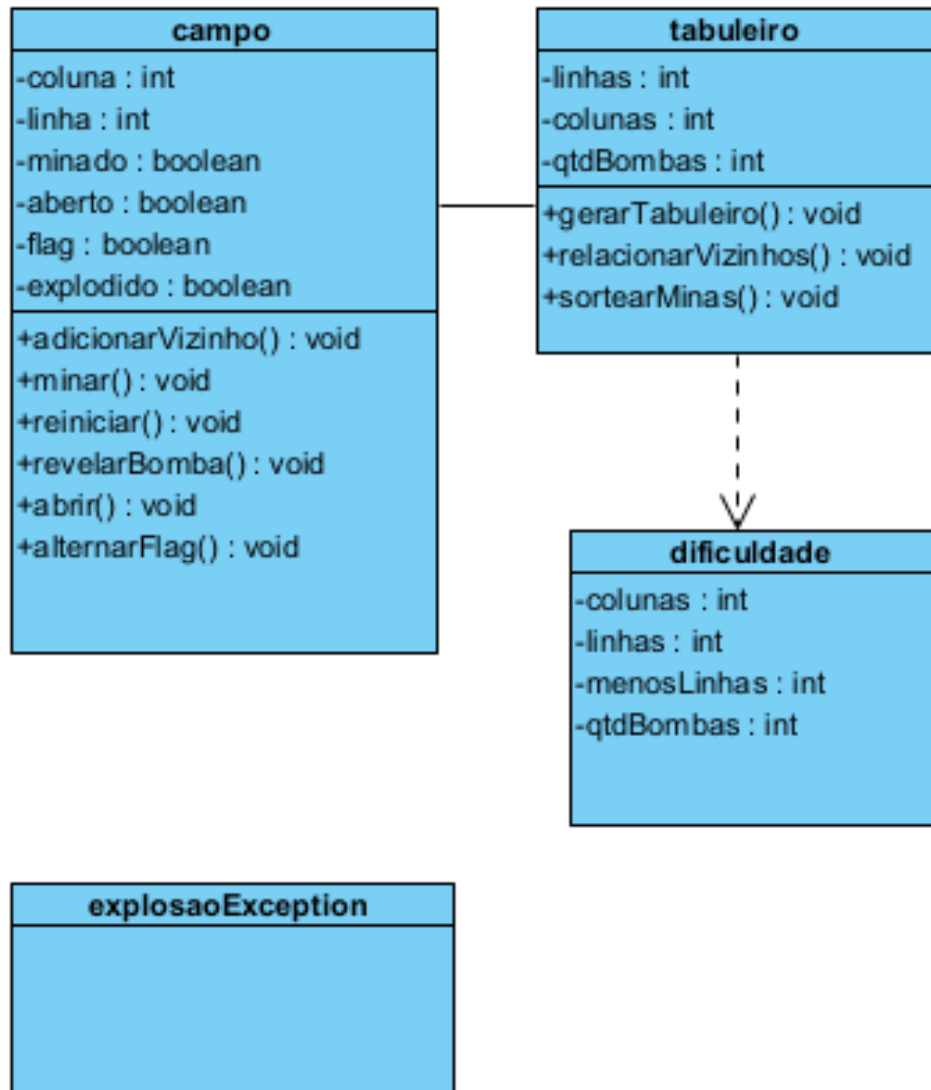 campo
-coluna : int
-linha : int
-minado : boolean
-aberto : boolean
-flag : boolean
-explodido : boolean
+adicionarVizinho() : void
+minar() : void
+reiniciar() : void
+revelarBomba() : void
+abrir() : void
+alternarFlag() : void
tabuleiro
-linhas : int
-colunas : int
-qtdBombas : int
+gerarTabuleiro() : void
+relacionarVizinhos() : void
+sortearMinas() : void
dificuldade
-colunas : int
-linhas : int
-menosLinhas : int
-qtdBombas : int
explosaoException